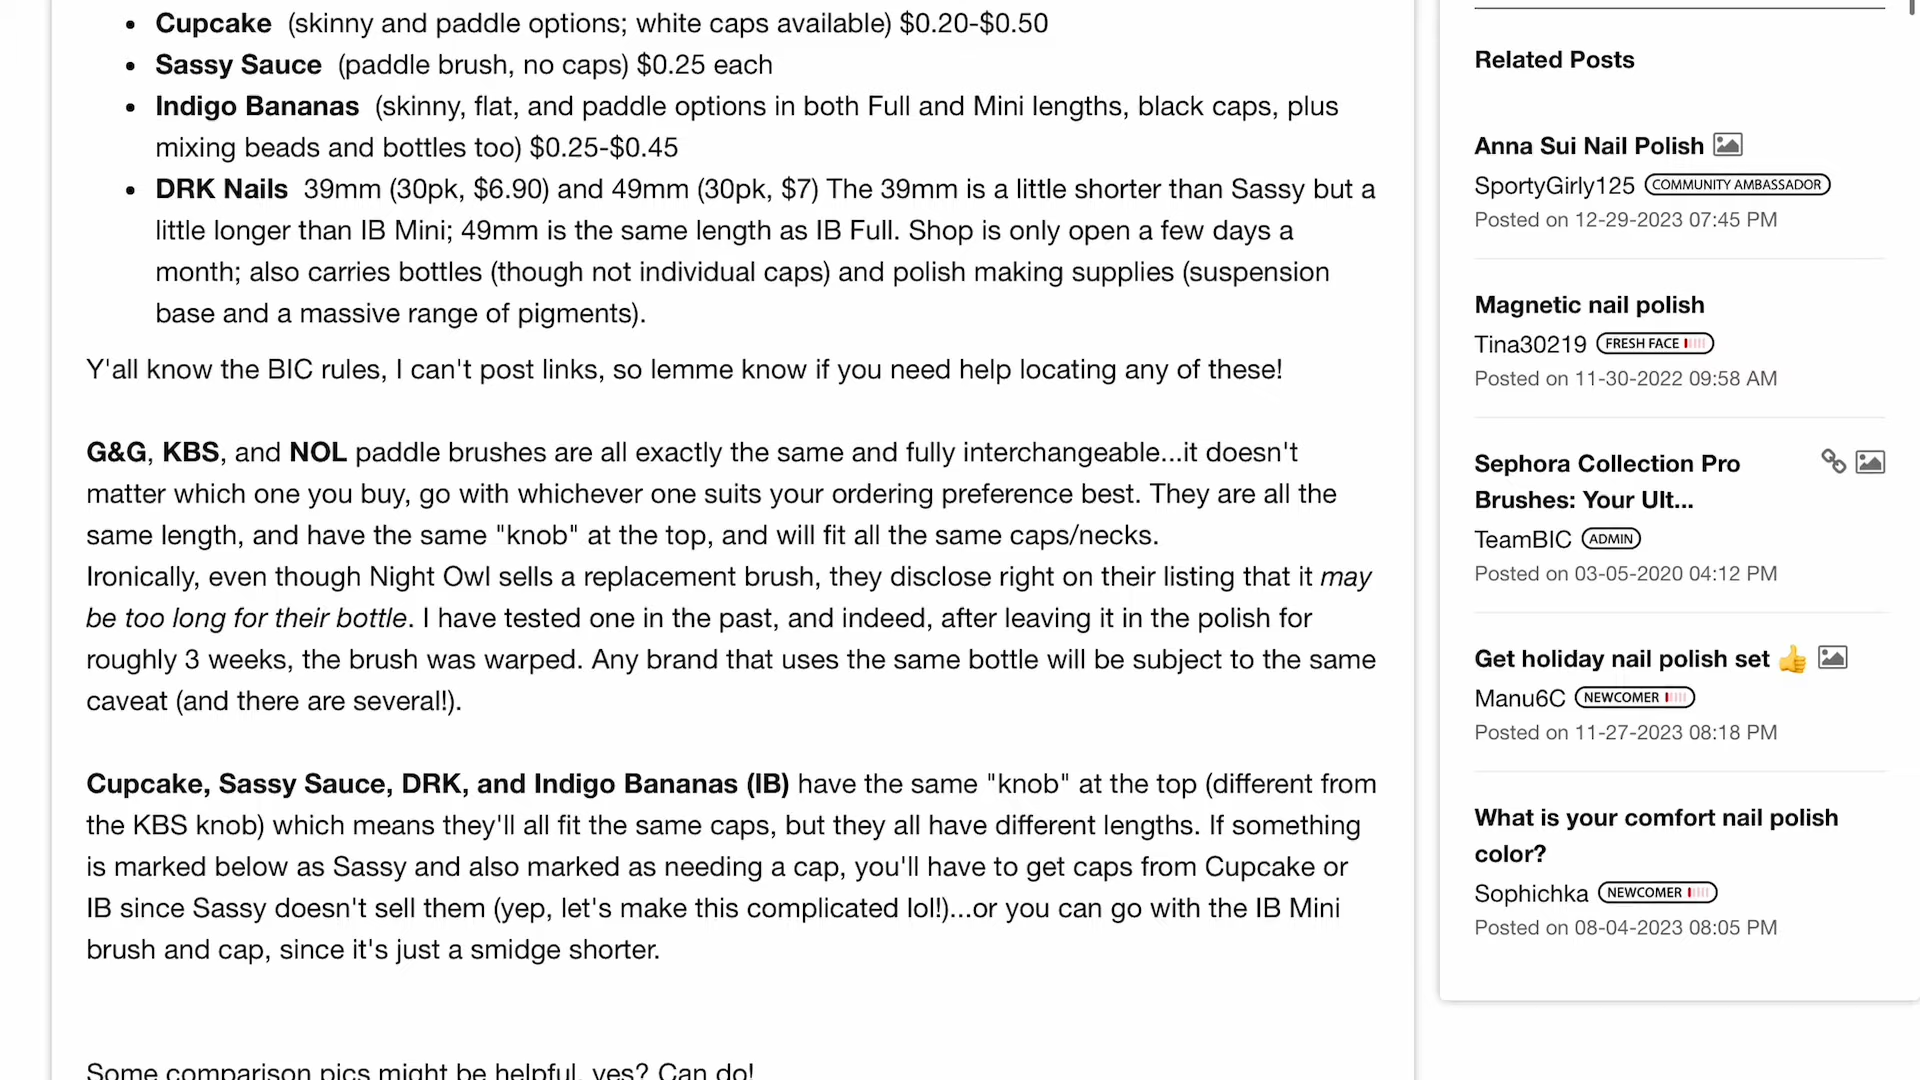 Cupcake (skinny and paddle options; white caps available) $0.20-$0.50
Sassy Sauce (paddle brush, no caps) $0.25 each
Indigo Bananas (skinny, flat, and paddle options in both Full and Mini lengths, black caps, plus
mixing beads and bottles too) $0.25-$0.45
DRK Nails 39mm (30pk, $6.90) and 49mm (30pk, $7) The 39mm is a little shorter than Sassy but a
little longer than IB Mini; 49mm is the same length as IB Full. Shop is only open a few days a
month; also carries bottles (though not individual caps) and polish making supplies (suspension
base and a massive range of pigments).
Y'all know the BIC rules, I can't post links, so lemme know if you need help locating any of these!
G&G, KBS, and NOL paddle brushes are all exactly the same and fully interchangeable...it doesn't
matter which one you buy, go with whichever one suits your ordering preference best. They are all the
same length, and have the same "knob" at the top, and will fit all the same caps/necks.
Ironically, even though Night Owl sells a replacement brush, they disclose right on their listing that it may
be too long for their bottle. I have tested one in the past, and indeed, after leaving it in the polish for
roughly 3 weeks, the brush was warped. Any brand that uses the same bottle will be subject to the same
caveat (and there are several!).
Cupcake, Sassy Sauce, DRK, and Indigo Bananas (IB) have the same "knob" at the top (different from
the KBS knob) which means they'll all fit the same caps, but they all have different lengths. If something
is marked below as Sassy and also marked as needing a cap, you'll have to get caps from Cupcake or
IB since Sassy doesn't sell them (yep, let's make this complicated lol!)...or you can go with the IB Mini
brush and cap, since it's just a smidge shorter.
Some comparison pics might be helpful, yes? Can do!
Related Posts
Anna Sui Nail Polish
SportyGirly125 COMMUNITY AMBASSADOR
Posted on 12-29-2023 07:45 PM
Magnetic nail polish
Tina30219 FRESH FACE
Posted on 11-30-2022 09:58 AM
Sephora Collection Pro
Brushes: Your Ult...
TeamBIC ADMIN
Posted on 03-05-2020 04:12 PM
Get holiday nail polish set 👍
Manu6C NEWCOMER
Posted on 11-27-2023 08:18 PM
What is your comfort nail polish
color?
Sophichka NEWCOMER
Posted on 08-04-2023 08:05 PM